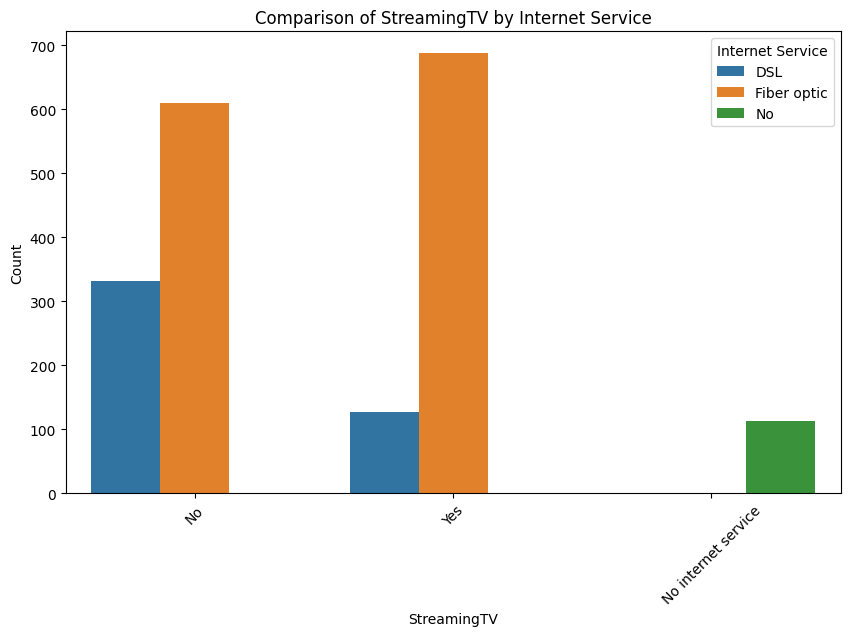 Comparison of StreamingTV by Internet Service
Internet Service
DSL
Fiber optic
No
Count
700
600
500
400
300
200
100
0
No
Yes
No internet service
StreamingTV